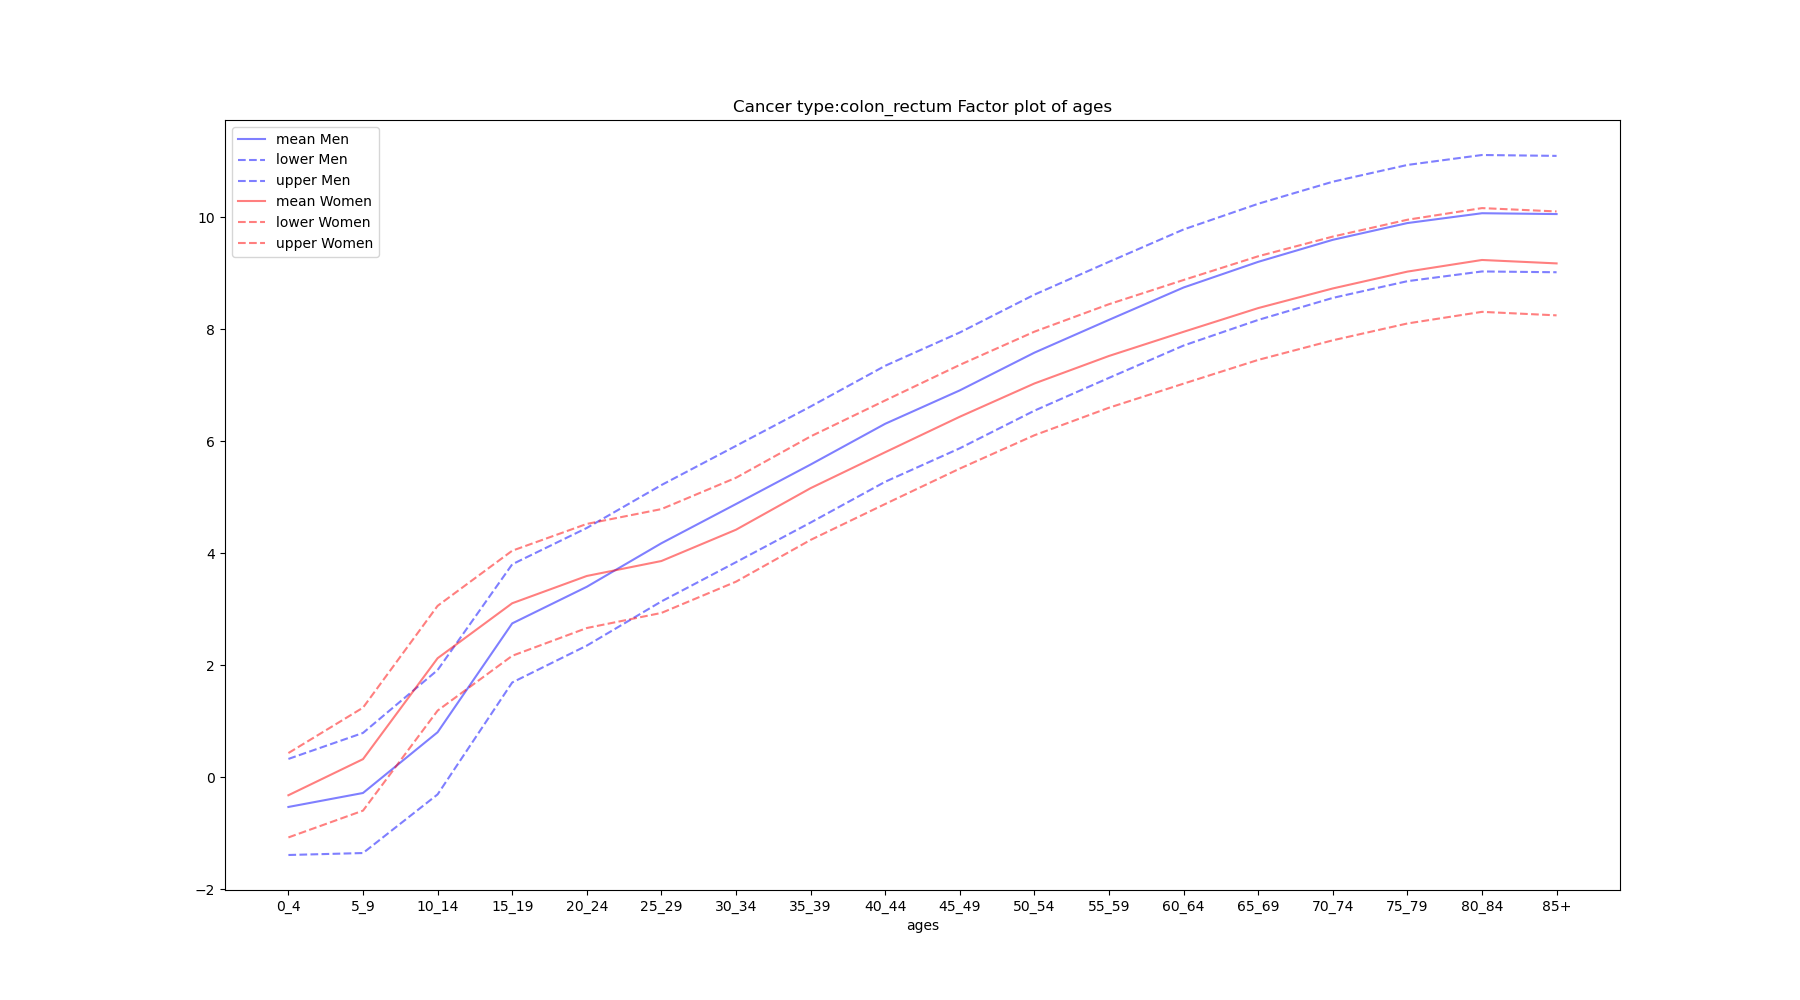 Cancer type:colon_rectum Factor plot of ages
mean Men
lower Men
upper Men
mean Women
lower Women
upper Women
10
8
6
4
2
0
−2
0_4 5_9 10_14 15_19 20_24 25_29 30_34 35_39 40_44 45_49 50_54 55_59 60_64 65_69 70_74 75_79 80_84 85+
ages